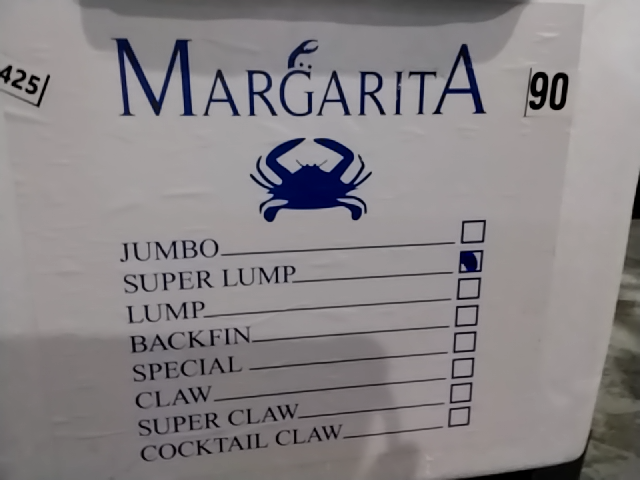 425
MARGARITA
90
JUMBO
SUPER LUMP
LUMP
BACKFIN
SPECIAL
CLAW
SUPER CLAW
COCKTAIL CLAW